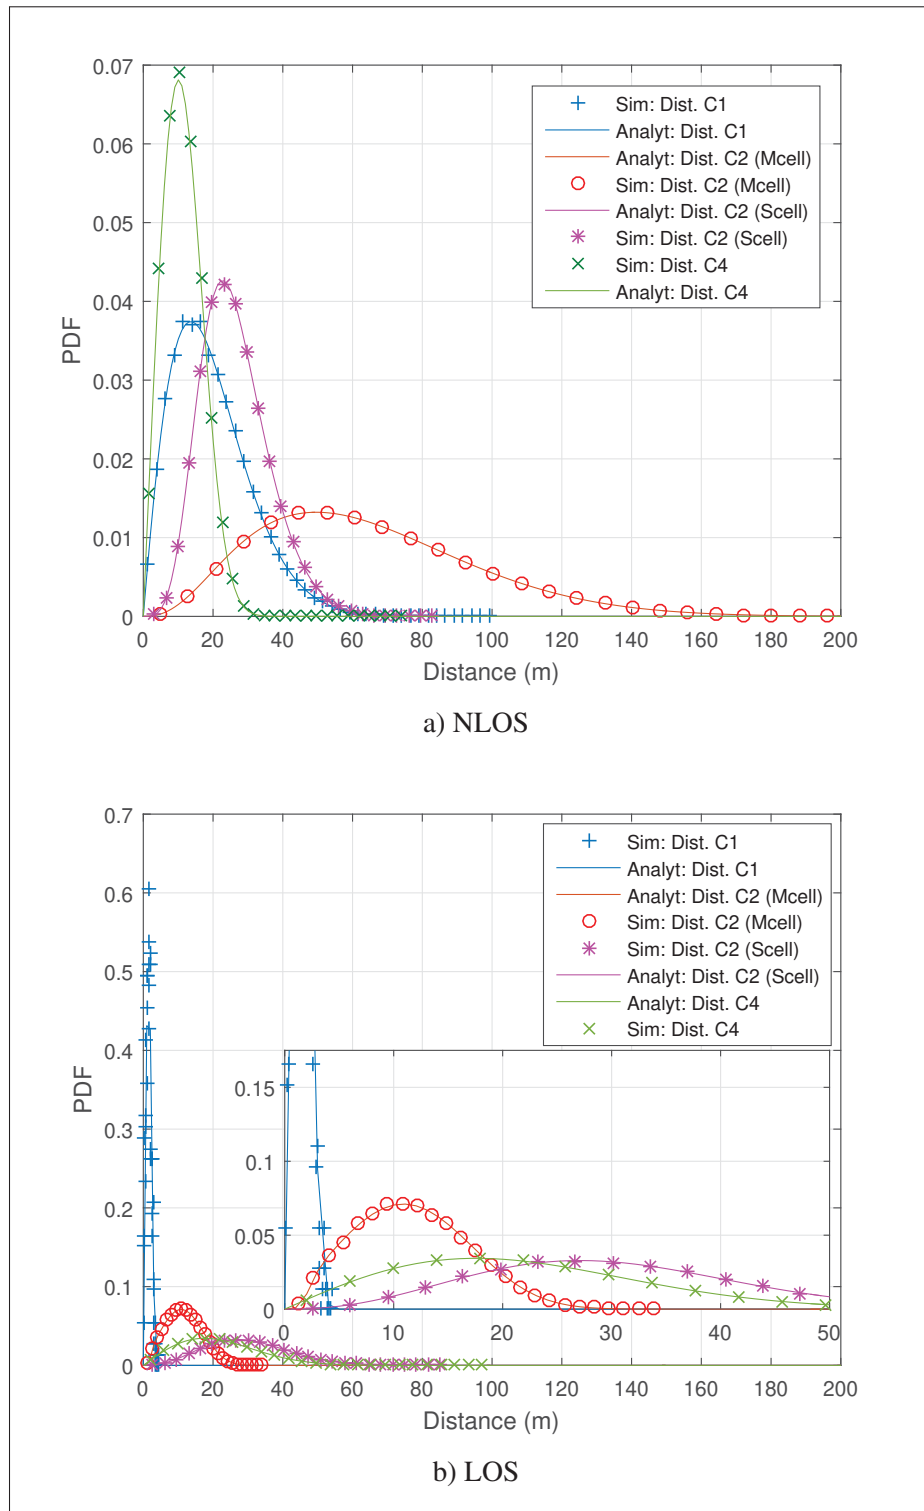 0.07
0.06
0.05
0.04
0.03
0.02
0.01
0
PDF
Sim: Dist. C1
Analyt: Dist. C1
Analyt: Dist. C2 (Mcell)
Sim: Dist. C2 (Mcell)
Analyt: Dist. C2 (Scell)
Sim: Dist. C2 (Scell)
Sim: Dist. C4
Analyt: Dist. C4
0 20 40 60 80 100 120 140 160 180 200
Distance (m)
a) NLOS
0.7
0.6
0.5
0.4
0.3
0.2
0.1
0
PDF
Sim: Dist. C1
Analyt: Dist. C1
Analyt: Dist. C2 (Mcell)
Sim: Dist. C2 (Mcell)
Sim: Dist. C2 (Scell)
Analyt: Dist. C2 (Scell)
Analyt: Dist. C4
Sim: Dist. C4
0.15
0.1
0.05
0
0 10 20 30 40 50
0 20 40 60 80 100 120 140 160 180 200
Distance (m)
b) LOS